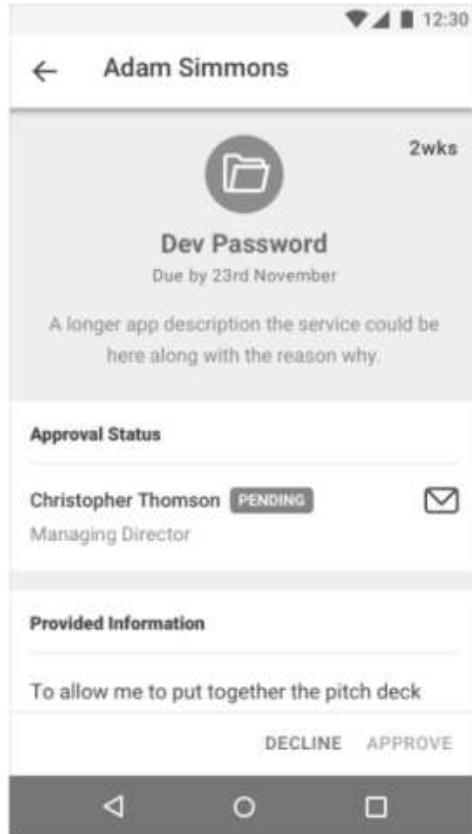 12:30
Adam Simmons
2wks
Dev Password
Due by 23rd November
A longer app description the service could be
here along with the reason why.
Approval Status
Christopher Thomson PENDING
Managing Director
Provided Information
To allow me to put together the pitch deck
DECLINE APPROVE